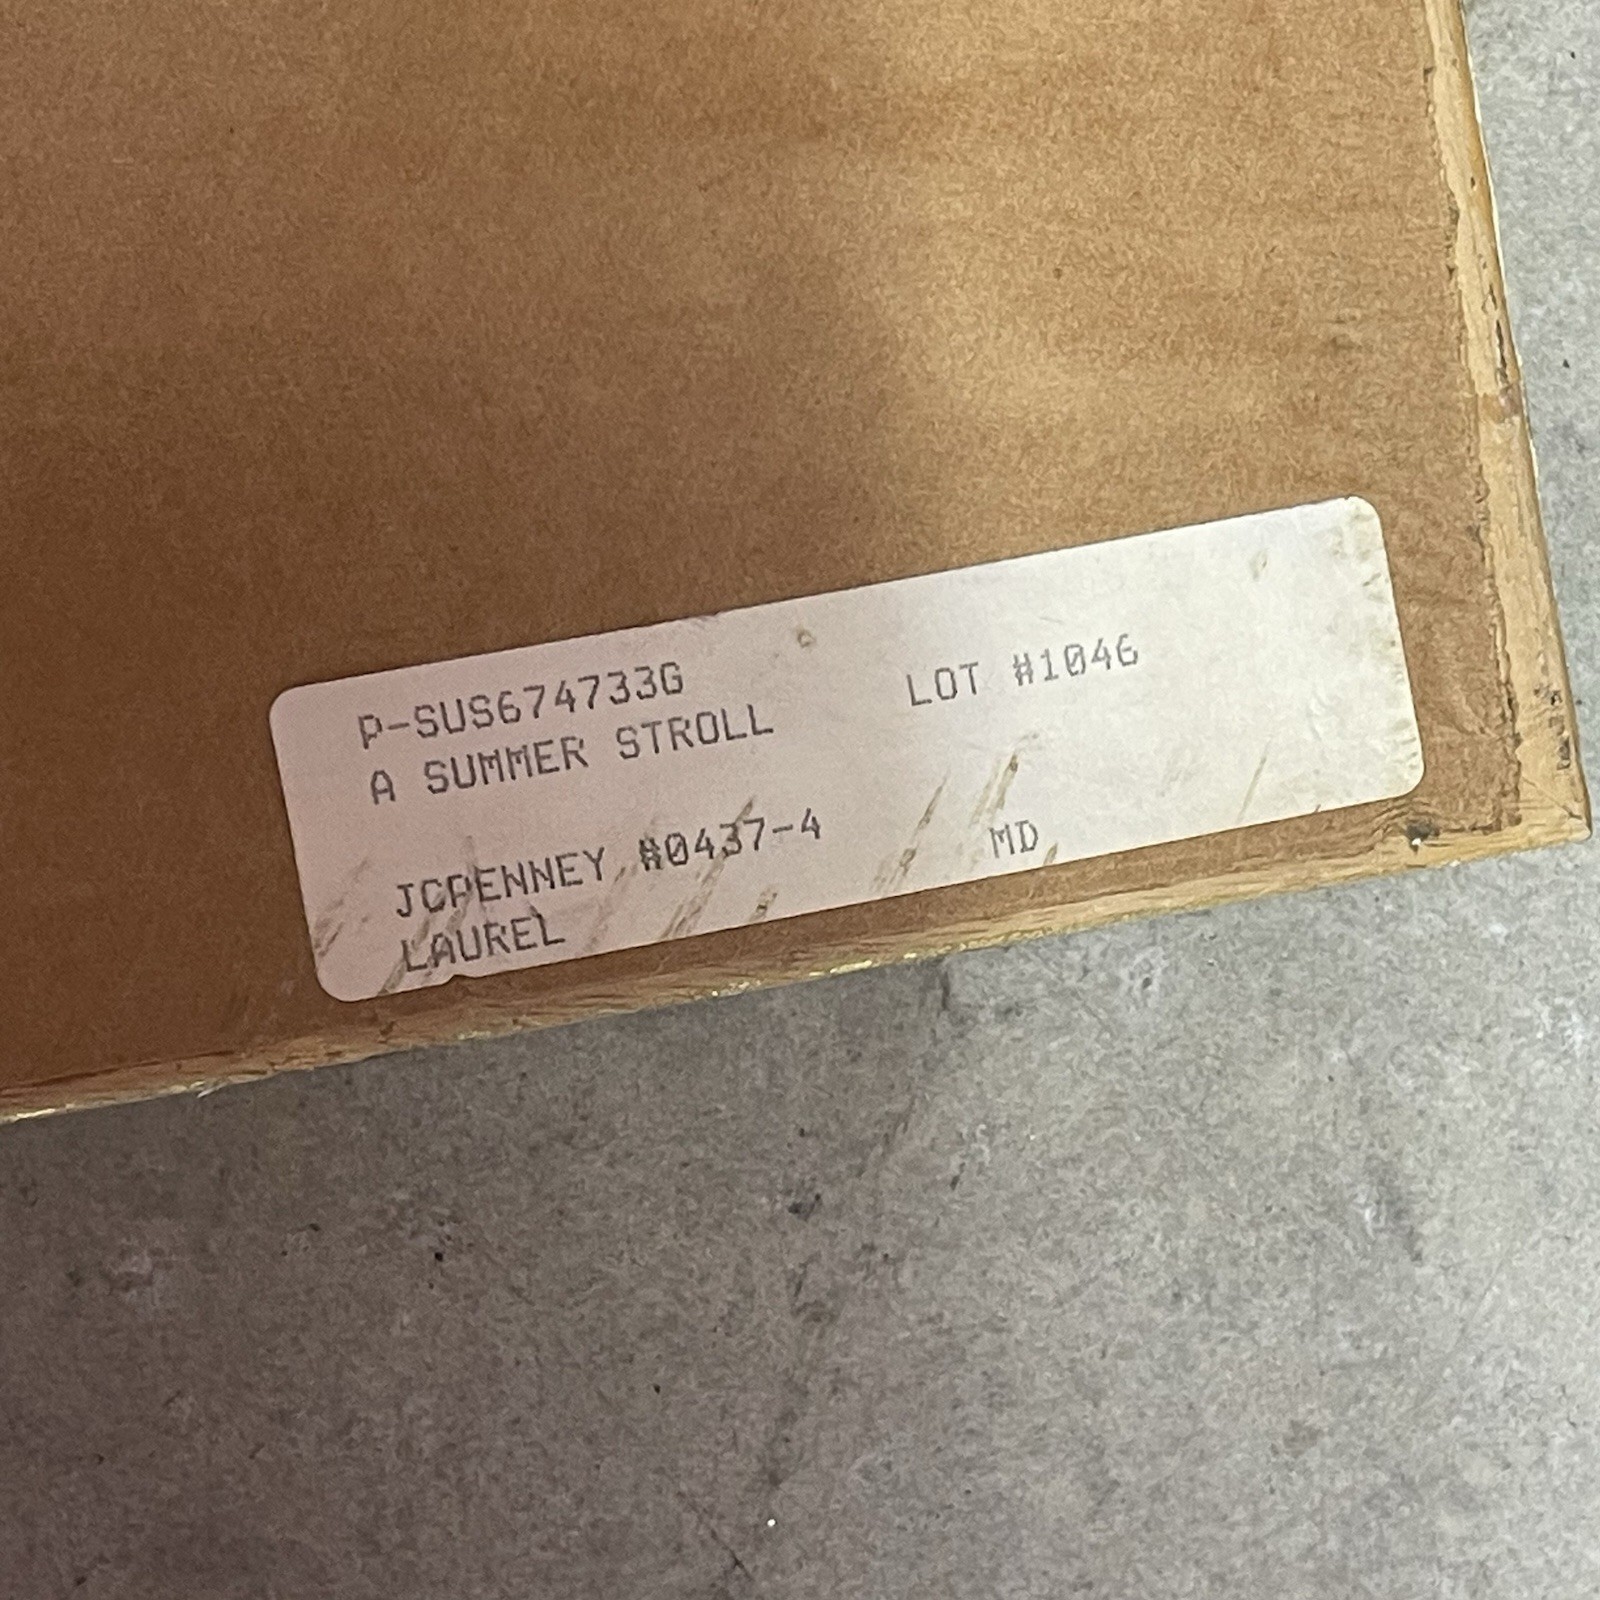 P-SUS674733G LOT #1046
A SUMMER STROLL
JCPENNEY #0437-4 MD
LAUREL